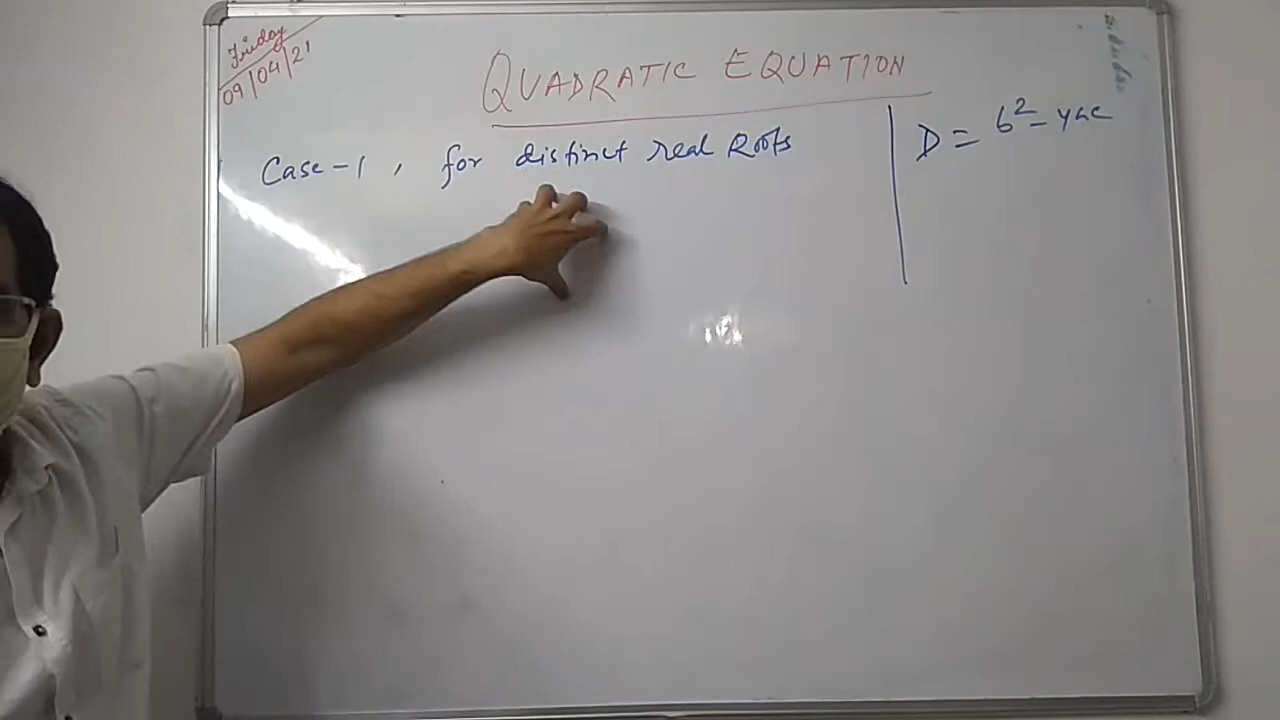 Friday
09/04/21
QUADRATIC EQUATION
Case-1, for distinct real Roots
D = b²-4ac